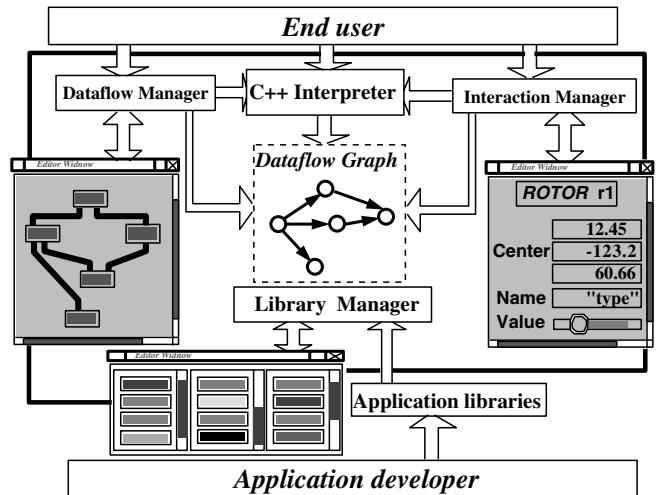 End user
Dataflow Manager
C++ Interpreter
Interaction Manager
Dataflow Graph
Editor Widnow
Editor Widnow
ROTOR r1
12.45
Center -123.2
60.66
Name "type"
Value
Library Manager
Editor Widnow
Application libraries
Application developer